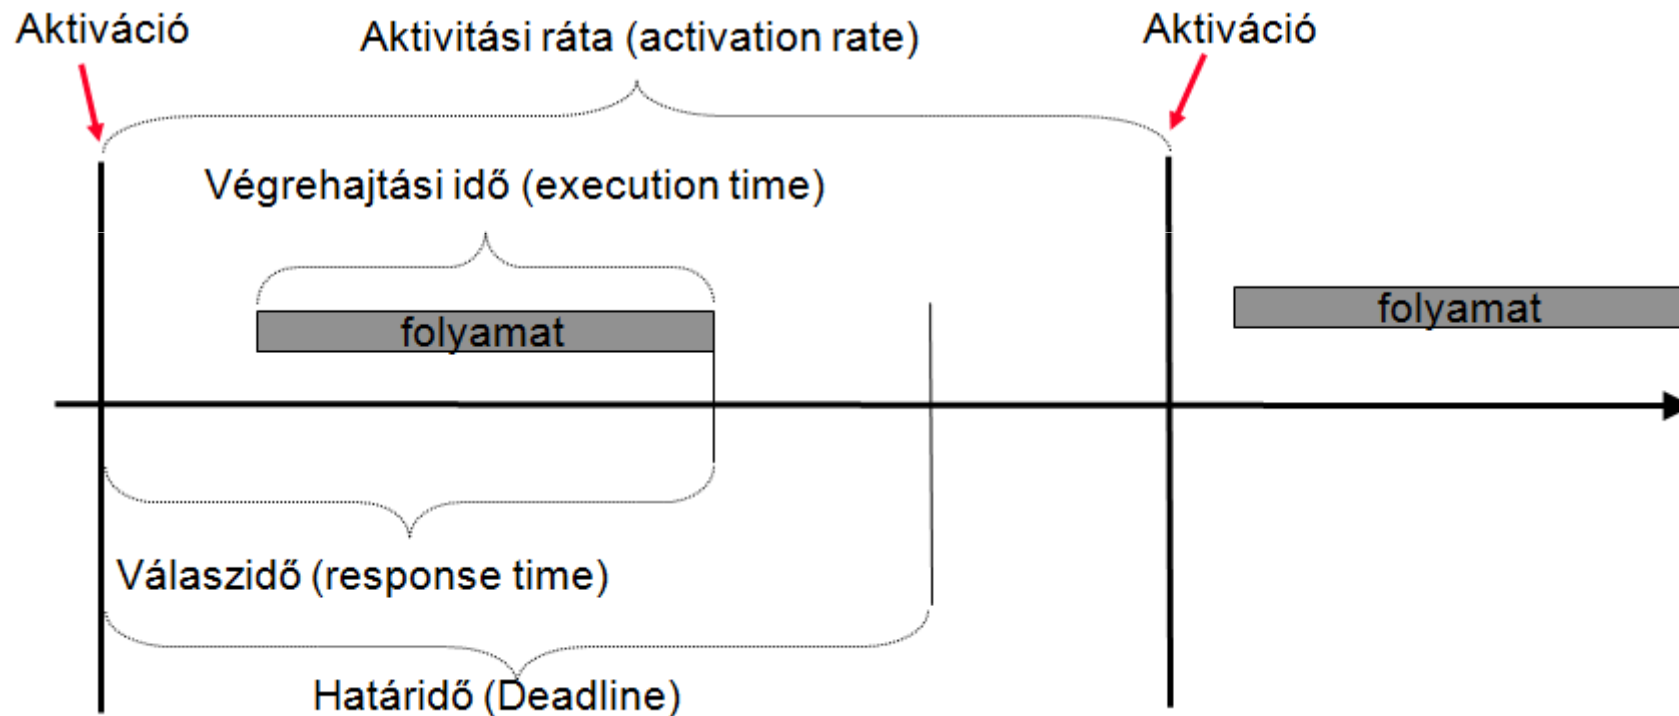 Aktiváció
Aktivitási ráta (activation rate)
Aktiváció
Végrehajtási idő (execution time)
folyamat
folyamat
Válaszidő (response time)
Határidő (Deadline)